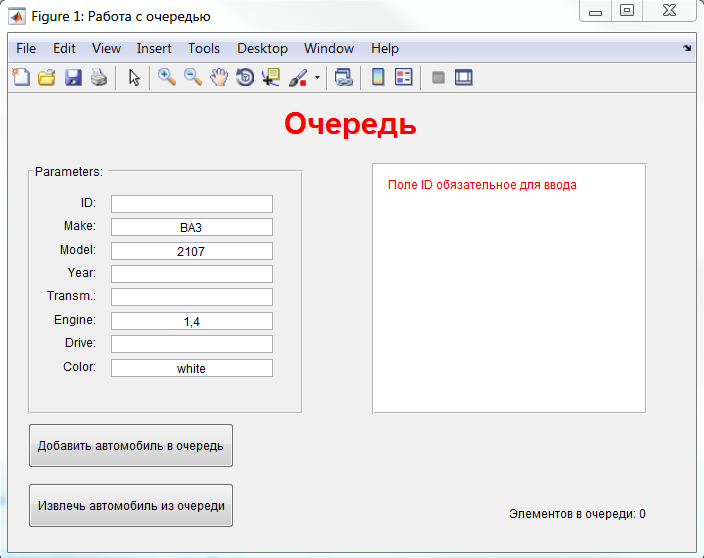 Figure 1: Работа с очередью
File Edit View Insert Tools Desktop Window Help
Очередь
Parameters:
ID:
Make: ВАЗ
Model: 2107
Year:
Transm.:
Engine: 1,4
Drive:
Color: white
Поле ID обязательное для ввода
Добавить автомобиль в очередь
Извлечь автомобиль из очереди
Элементов в очереди: 0